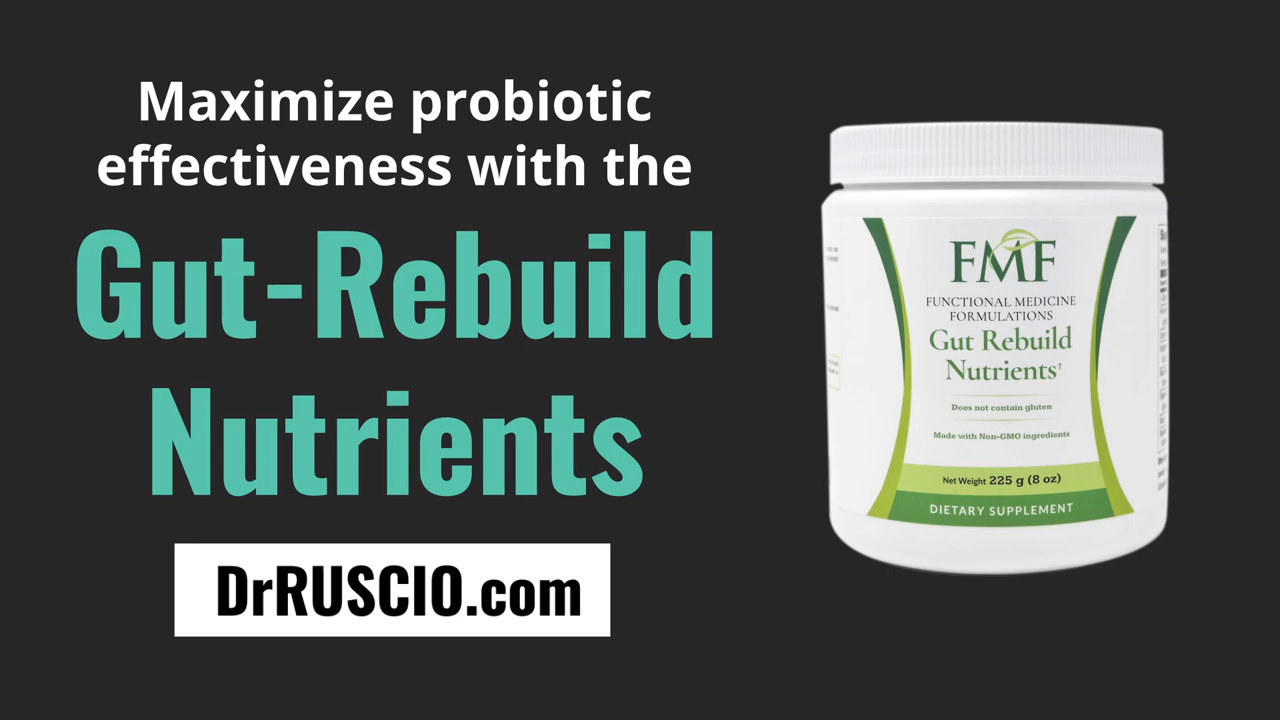 Maximize probiotic
effectiveness with the
Gut-Rebuild
Nutrients
DrRUSCIO.com
FMF
FUNCTIONAL MEDICINE
FORMULATIONS
Gut Rebuild
Nutrients†
Does not contain gluten
Made with Non-GMO ingredients
Net Weight 225 g (8 oz)
DIETARY SUPPLEMENT